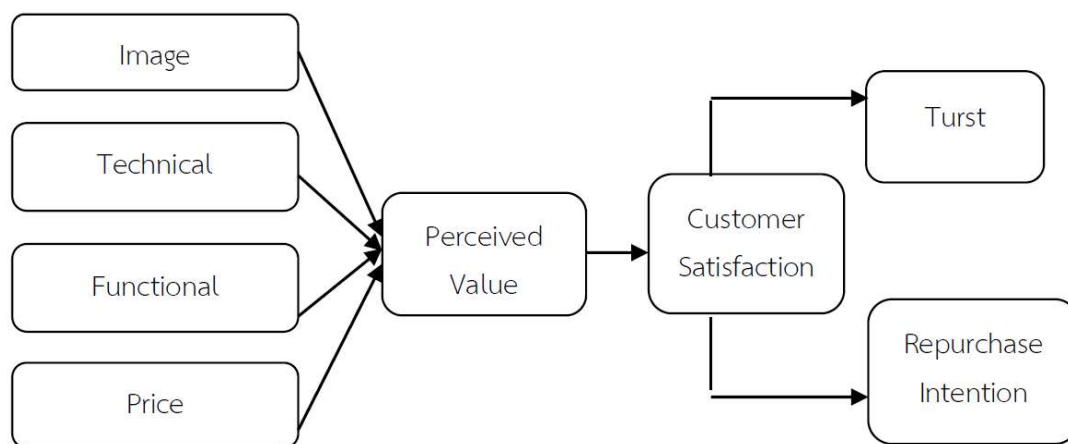 Image
Technical
Functional
Price
Perceived
Value
Customer
Satisfaction
Turst
Repurchase
Intention